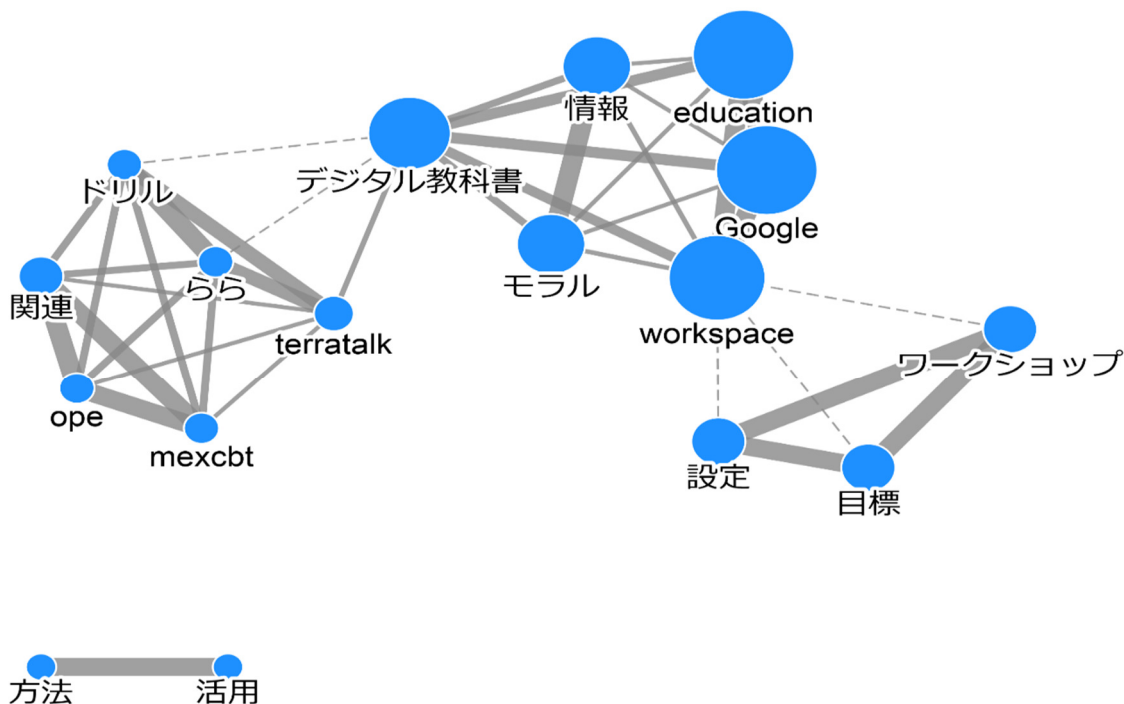 情報
education
デジタル教科書
ドリル
Google
らら
モラル
関連
terratalk
workspace
ワークショップ
ope
mexcbt
設定
目標
方法
活用